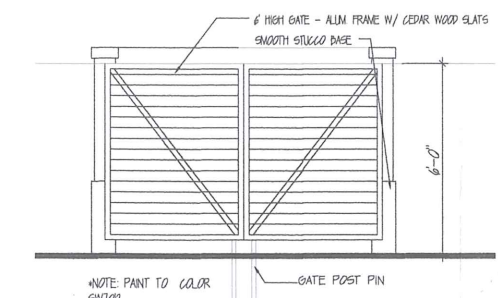 6' HIGH GATE - ALUM FRAME W/ CEDAR WOOD SLATS
SMOOTH STUCCO BASE
6'-0"
GATE POST PIN
*NOTE: PAINT TO COLOR